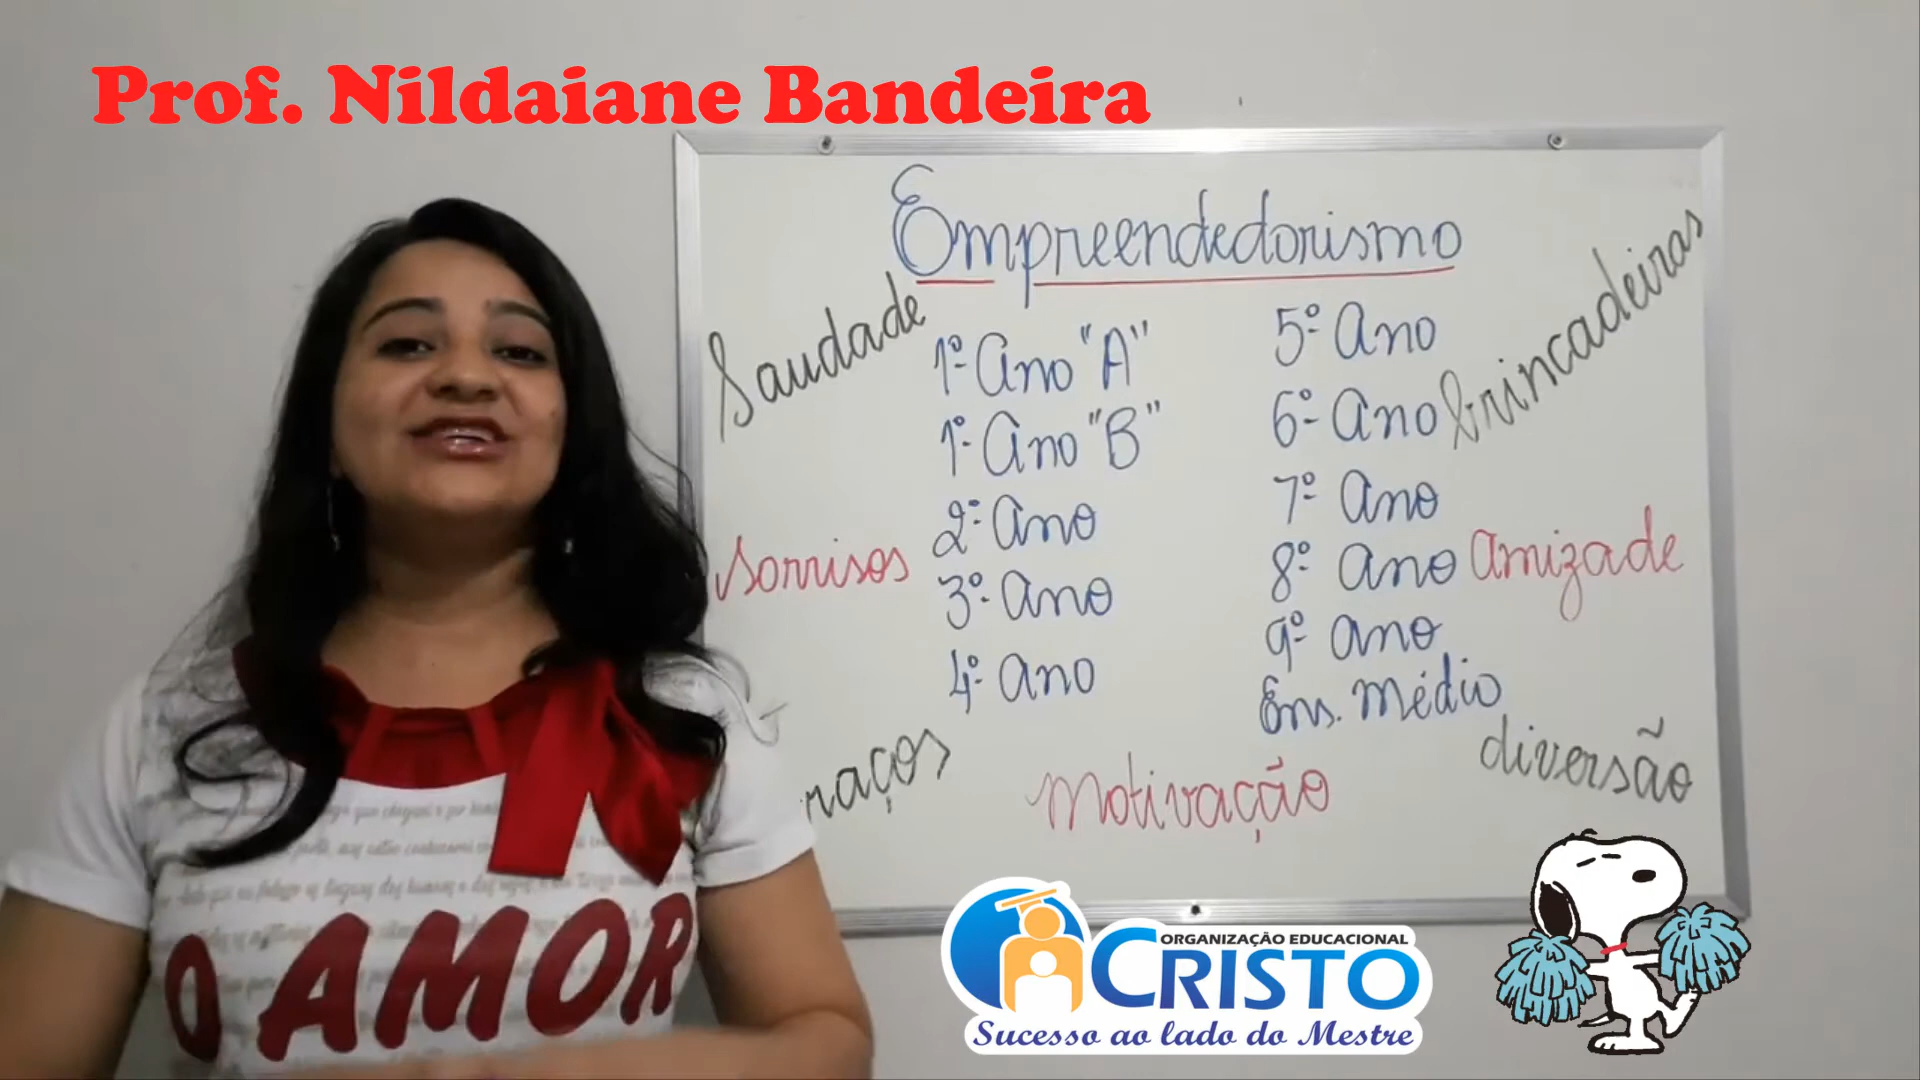 Prof. Nildaiane Bandeira
Empreendedorismo
Saudade
1º Ano "A"
1º Ano "B"
2º Ano
3º Ano
4º Ano
5º Ano
6º Ano
7º Ano
8º Ano
9º Ano
Ens. Médio
brincadeiras
Sorrisos
Amizade
raços
Motivação
diversão
O AMOR
ORGANIZAÇÃO EDUCACIONAL
CRISTO
Sucesso ao lado do Mestre